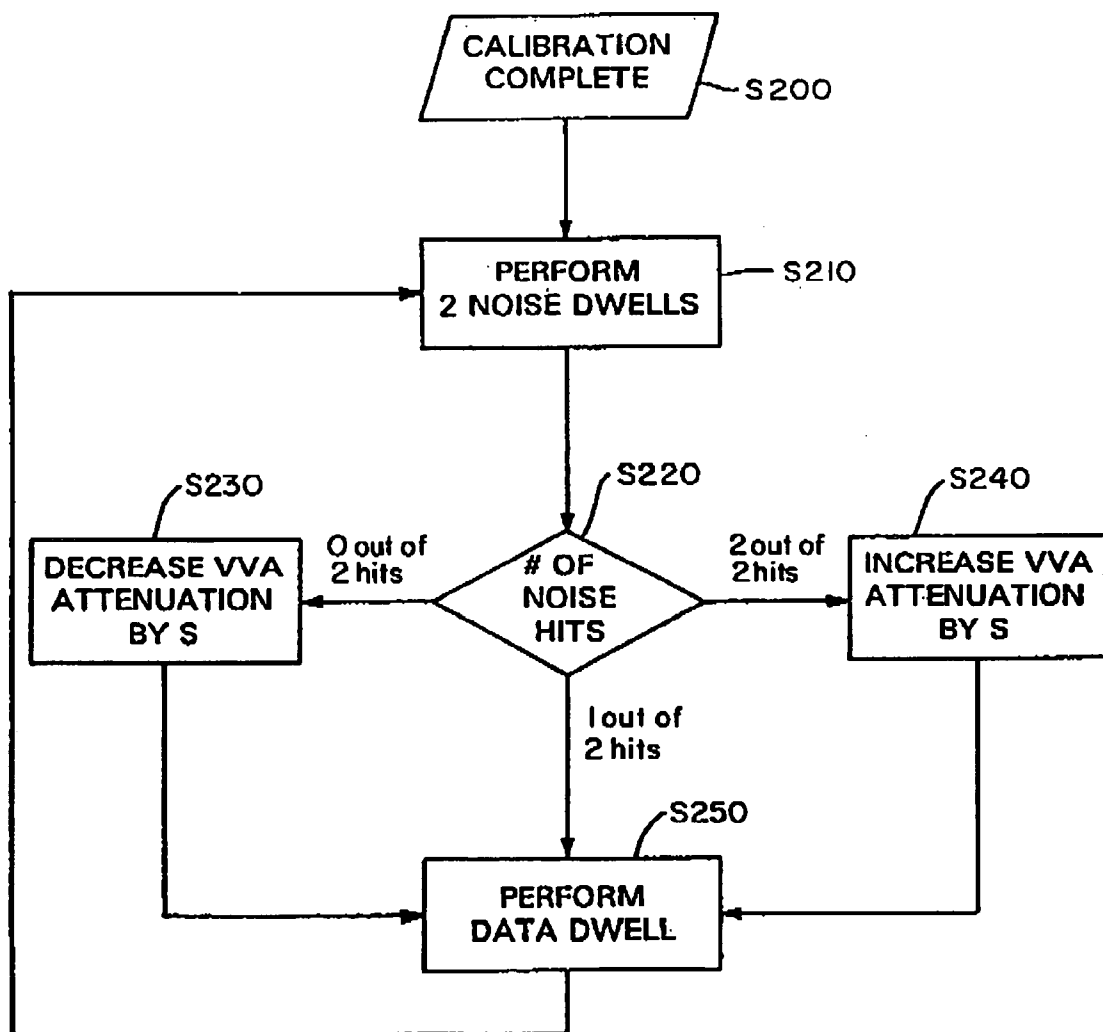 CALIBRATION
COMPLETE
S200
PERFORM
2 NOISE DWELLS
S210
S220
S230
S240
DECREASE VVA
ATTENUATION
BY S
0 out of
2 hits
# OF
NOISE
HITS
2 out of
2 hits
INCREASE VVA
ATTENUATION
BY S
1 out of
2 hits
S250
PERFORM
DATA DWELL